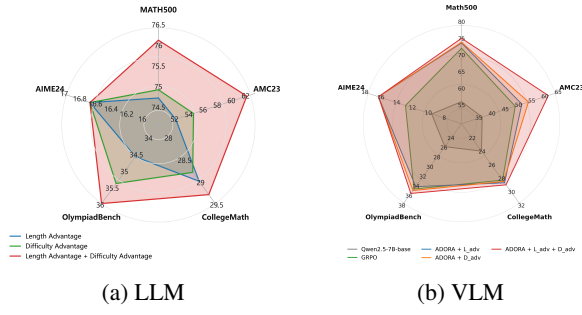 MATH500
76.5
76
75.5
75
74.5
AMC23
62
60
58
56
54
52
AIME24
17
16.8
16.6
16.4
16.2
16
34
28
34.5
28.5
35
29
35.5
29.5
36
OlympiadBench
CollegeMath
Length Advantage
Difficulty Advantage
Length Advantage + Difficulty Advantage
(a) LLM
Math500
80
75
70
65
60
55
AMC23
65
60
55
50
45
40
35
AIME24
18
16
14
12
10
8
24
22
24
26
26
28
30
28
32
30
34
32
38
OlympiadBench
CollegeMath
Qwen2.5-7B-base
GRPO
ADORA + L_adv
ADORA + D_adv
ADORA + L_adv + D_adv
(b) VLM